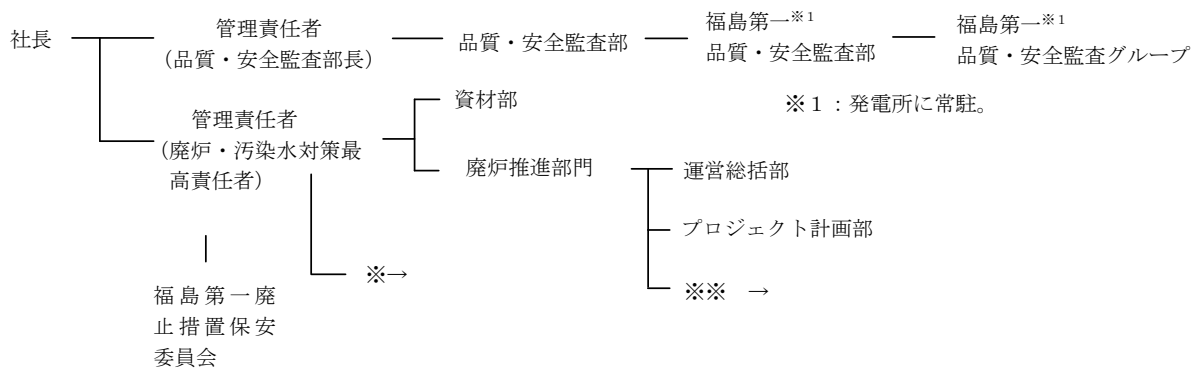 社長
管理責任者
(品質・安全監査部長)
品質・安全監査部
福島第一※1
品質・安全監査部
福島第一※1
品質・安全監査グループ
※1:発電所に常駐。
管理責任者
(廃炉・汚染水対策最
高責任者)
資材部
廃炉推進部門
運営総括部
プロジェクト計画部
※→
※※ →
福島第一廃
止措置保安
委員会